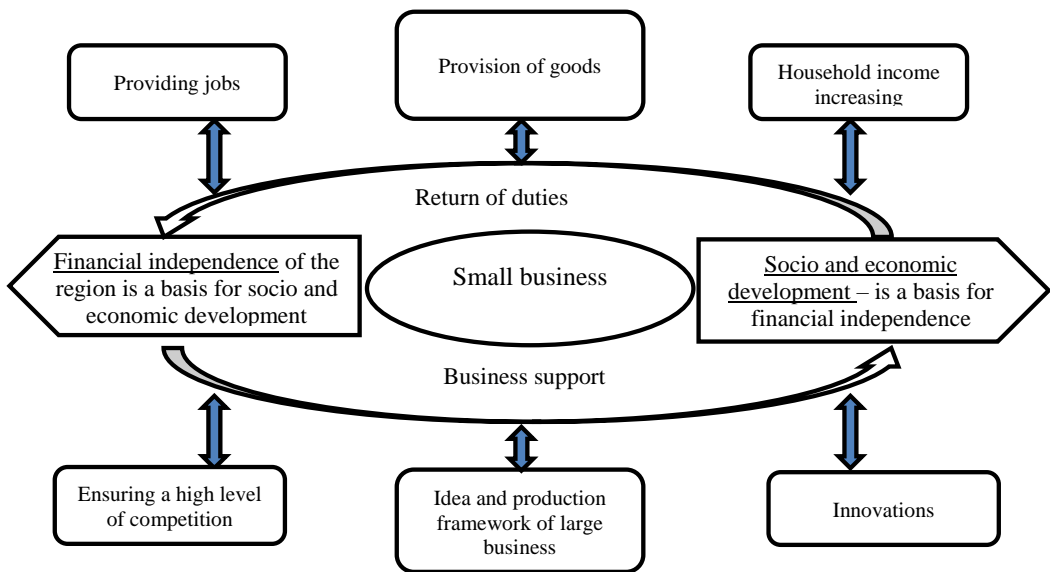 Providing jobs
Provision of goods
Household income
increasing
Return of duties
Financial independence of the
region is a basis for socio and
economic development
Small business
Socio and economic
development – is a basis for
financial independence
Business support
Ensuring a high level
of competition
Idea and production
framework of large
business
Innovations